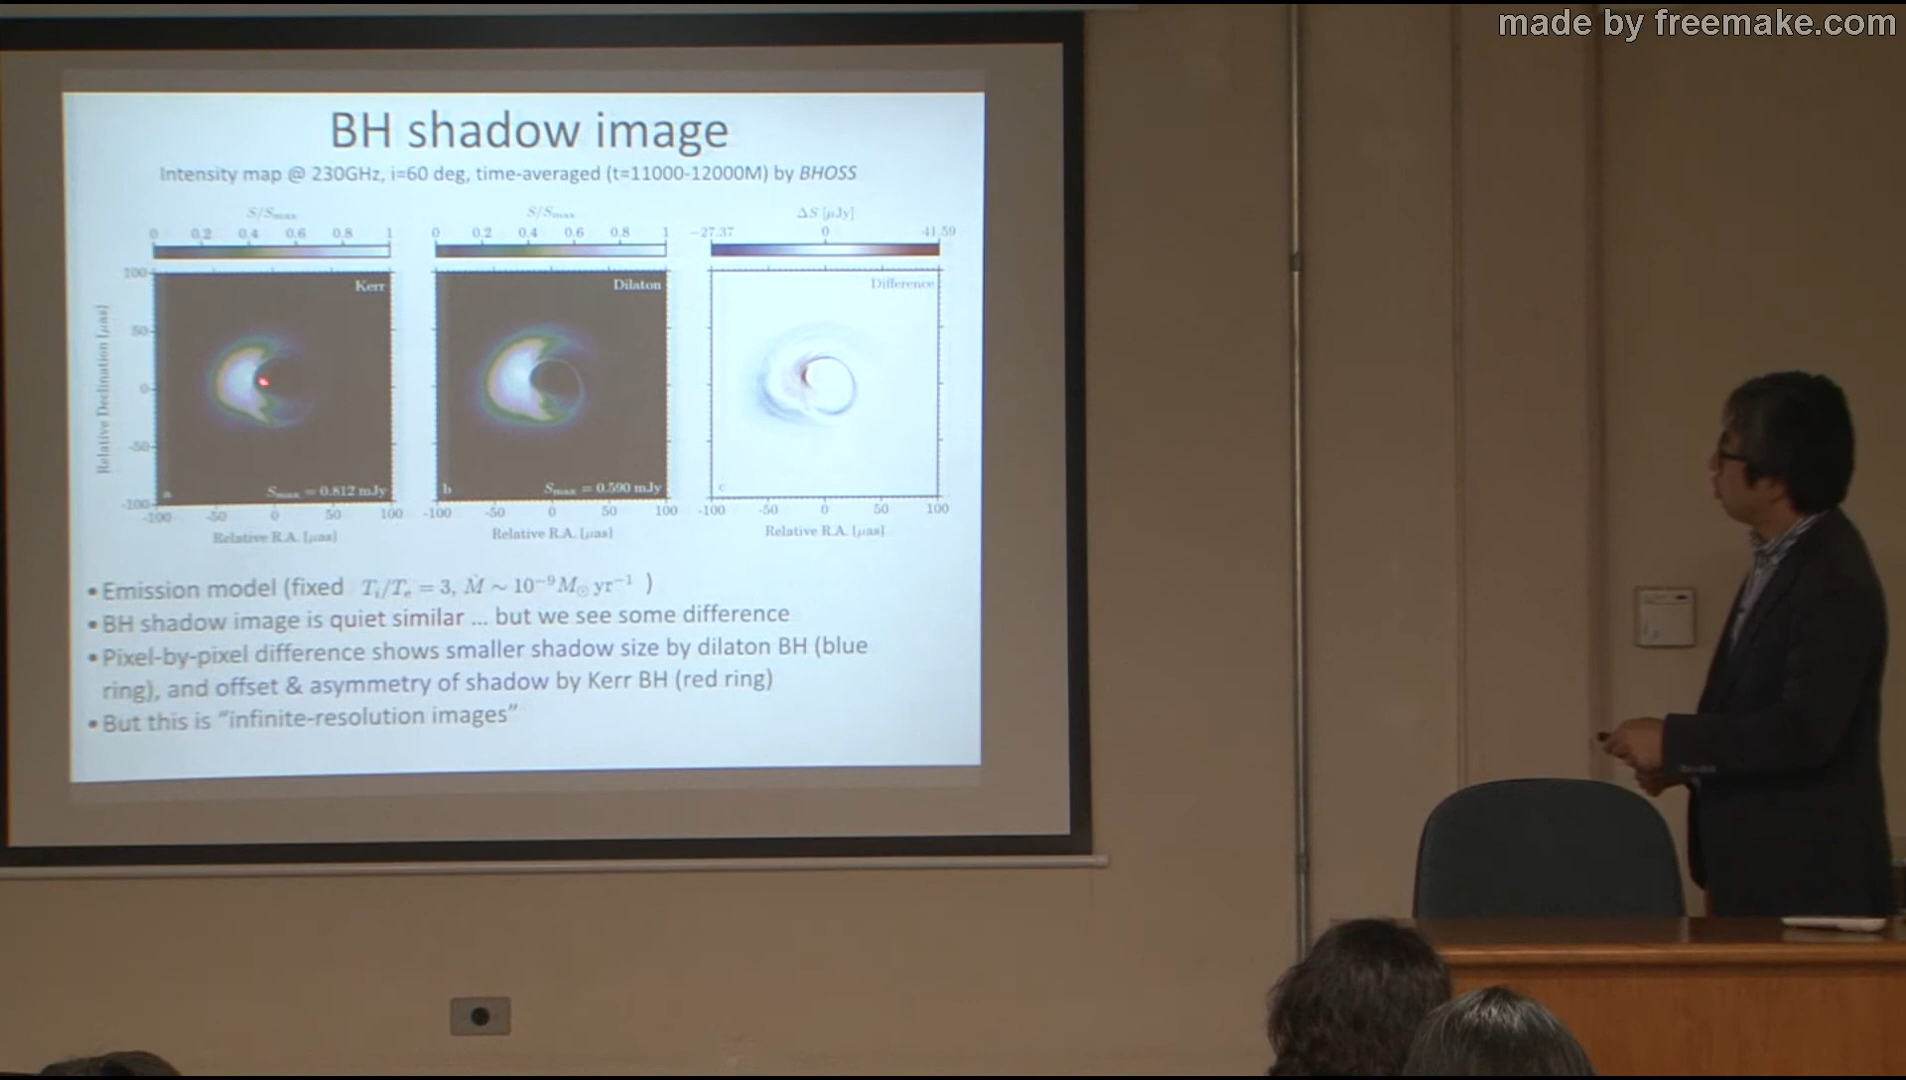 made by freemake.com
BH shadow image
Intensity map @ 230GHz, i=60 deg, time-averaged (t=11000-12000M) by BHOSS
S/Smax S/Smax ΔS [μJy]
0 0.2 0.4 0.6 0.8 1 0 0.2 0.4 0.6 0.8 1 −27.37 0 41.59
Kerr Dilaton Difference
100
50
0
-50
-100
Relative Declination [μas]
a Smax = 0.812 mJy b Smax = 0.590 mJy c
-100 -50 0 50 100 -100 -50 0 50 100 -100 -50 0 50 100
Relative R.A. [μas] Relative R.A. [μas] Relative R.A. [μas]
• Emission model (fixed Ti/Te = 3, Ṁ ∼ 10⁻⁹ M⊙ yr⁻¹ )
• BH shadow image is quiet similar ... but we see some difference
• Pixel-by-pixel difference shows smaller shadow size by dilaton BH (blue
ring), and offset & asymmetry of shadow by Kerr BH (red ring)
• But this is “infinite-resolution images”